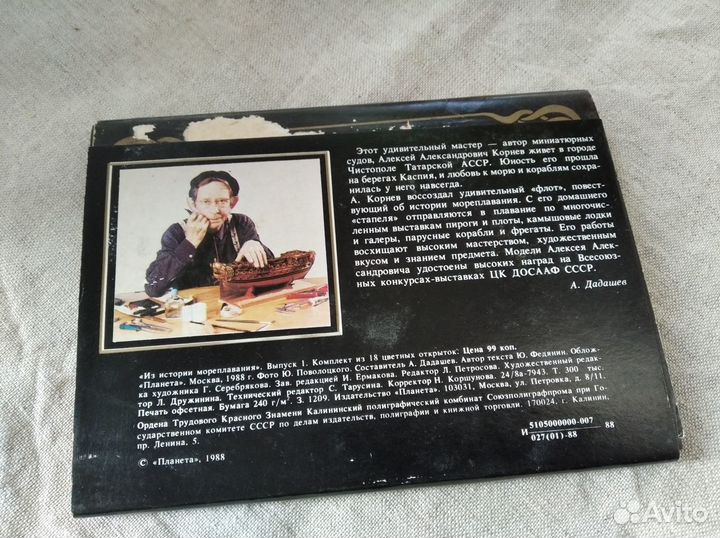 Этот удивительный мастер — автор миниатюрных
судов, Алексей Александрович Корнев живет в городе
Чистополе Татарской АССР. Юность его прошла
на берегах Каспия, и любовь к морю и кораблям сохра-
нилась у него навсегда.
А. Корнев воссоздал удивительный «флот», повест-
вующий об истории мореплавания. С его домашнего
«стапеля» отправляются в плавание по многочис-
ленным выставкам пироги и плоты, камышовые лодки
и галеры, парусные корабли и фрегаты. Его работы
восхищают высоким мастерством, художественным
вкусом и знанием предмета. Модели Алексея Алек-
сандровича удостоены высоких наград на Всесоюз-
ных конкурсах-выставках ЦК ДОСААФ СССР.
А. Дадашев
«Из истории мореплавания». Выпуск 1. Комплект из 18 цветных открыток: Цена 99 коп.
«Планета». Москва, 1988 г. Фото Ю. Поволоцкого. Составитель А. Дадашев. Автор текста Ю. Федянин. Облож-
ка художника Г. Серебрякова. Зав. редакцией И. Ермакова. Редактор Л. Петросова. Художественный редак-
тор Л. Дружинина. Технический редактор С. Тарусина. Корректор Н. Коршунова. 24/8а-7943. Т. 300 тыс.
Печать офсетная. Бумага 240 г/м². З. 1209. Издательство «Планета». 103031, Москва, ул. Петровка, д. 8/11.
Ордена Трудового Красного Знамени Калининский полиграфический комбинат Союзполиграфпрома при Го-
сударственном комитете СССР по делам издательств, полиграфии и книжной торговли. 170024, г. Калинин,
пр. Ленина, 5.
И 5105000000-007 88
027(01)-88
© «Планета», 1988
Avito